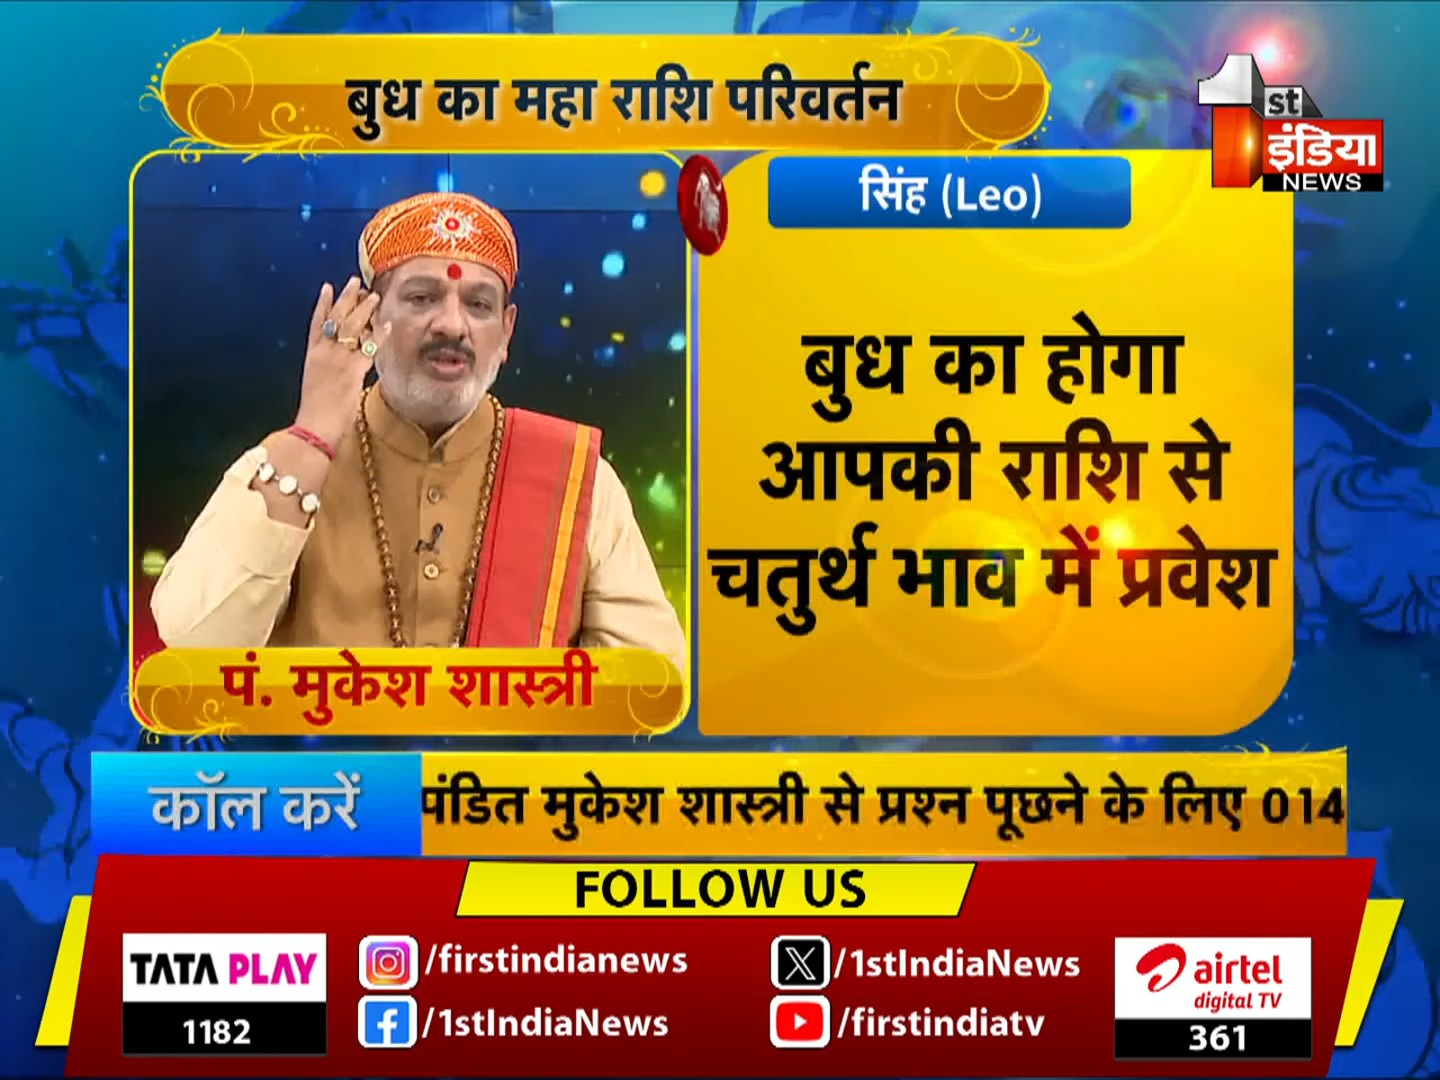 बुध का महा राशि परिवर्तन
1st
इंडिया
NEWS
सिंह (Leo)
बुध का होगा
आपकी राशि से
चतुर्थ भाव में प्रवेश
पं. मुकेश शास्त्री
कॉल करें
पंडित मुकेश शास्त्री से प्रश्न पूछने के लिए 014
FOLLOW US
TATA PLAY
1182
/firstindianews
/1stIndiaNews
/1stIndiaNews
/firstindiatv
airtel
digital TV
361